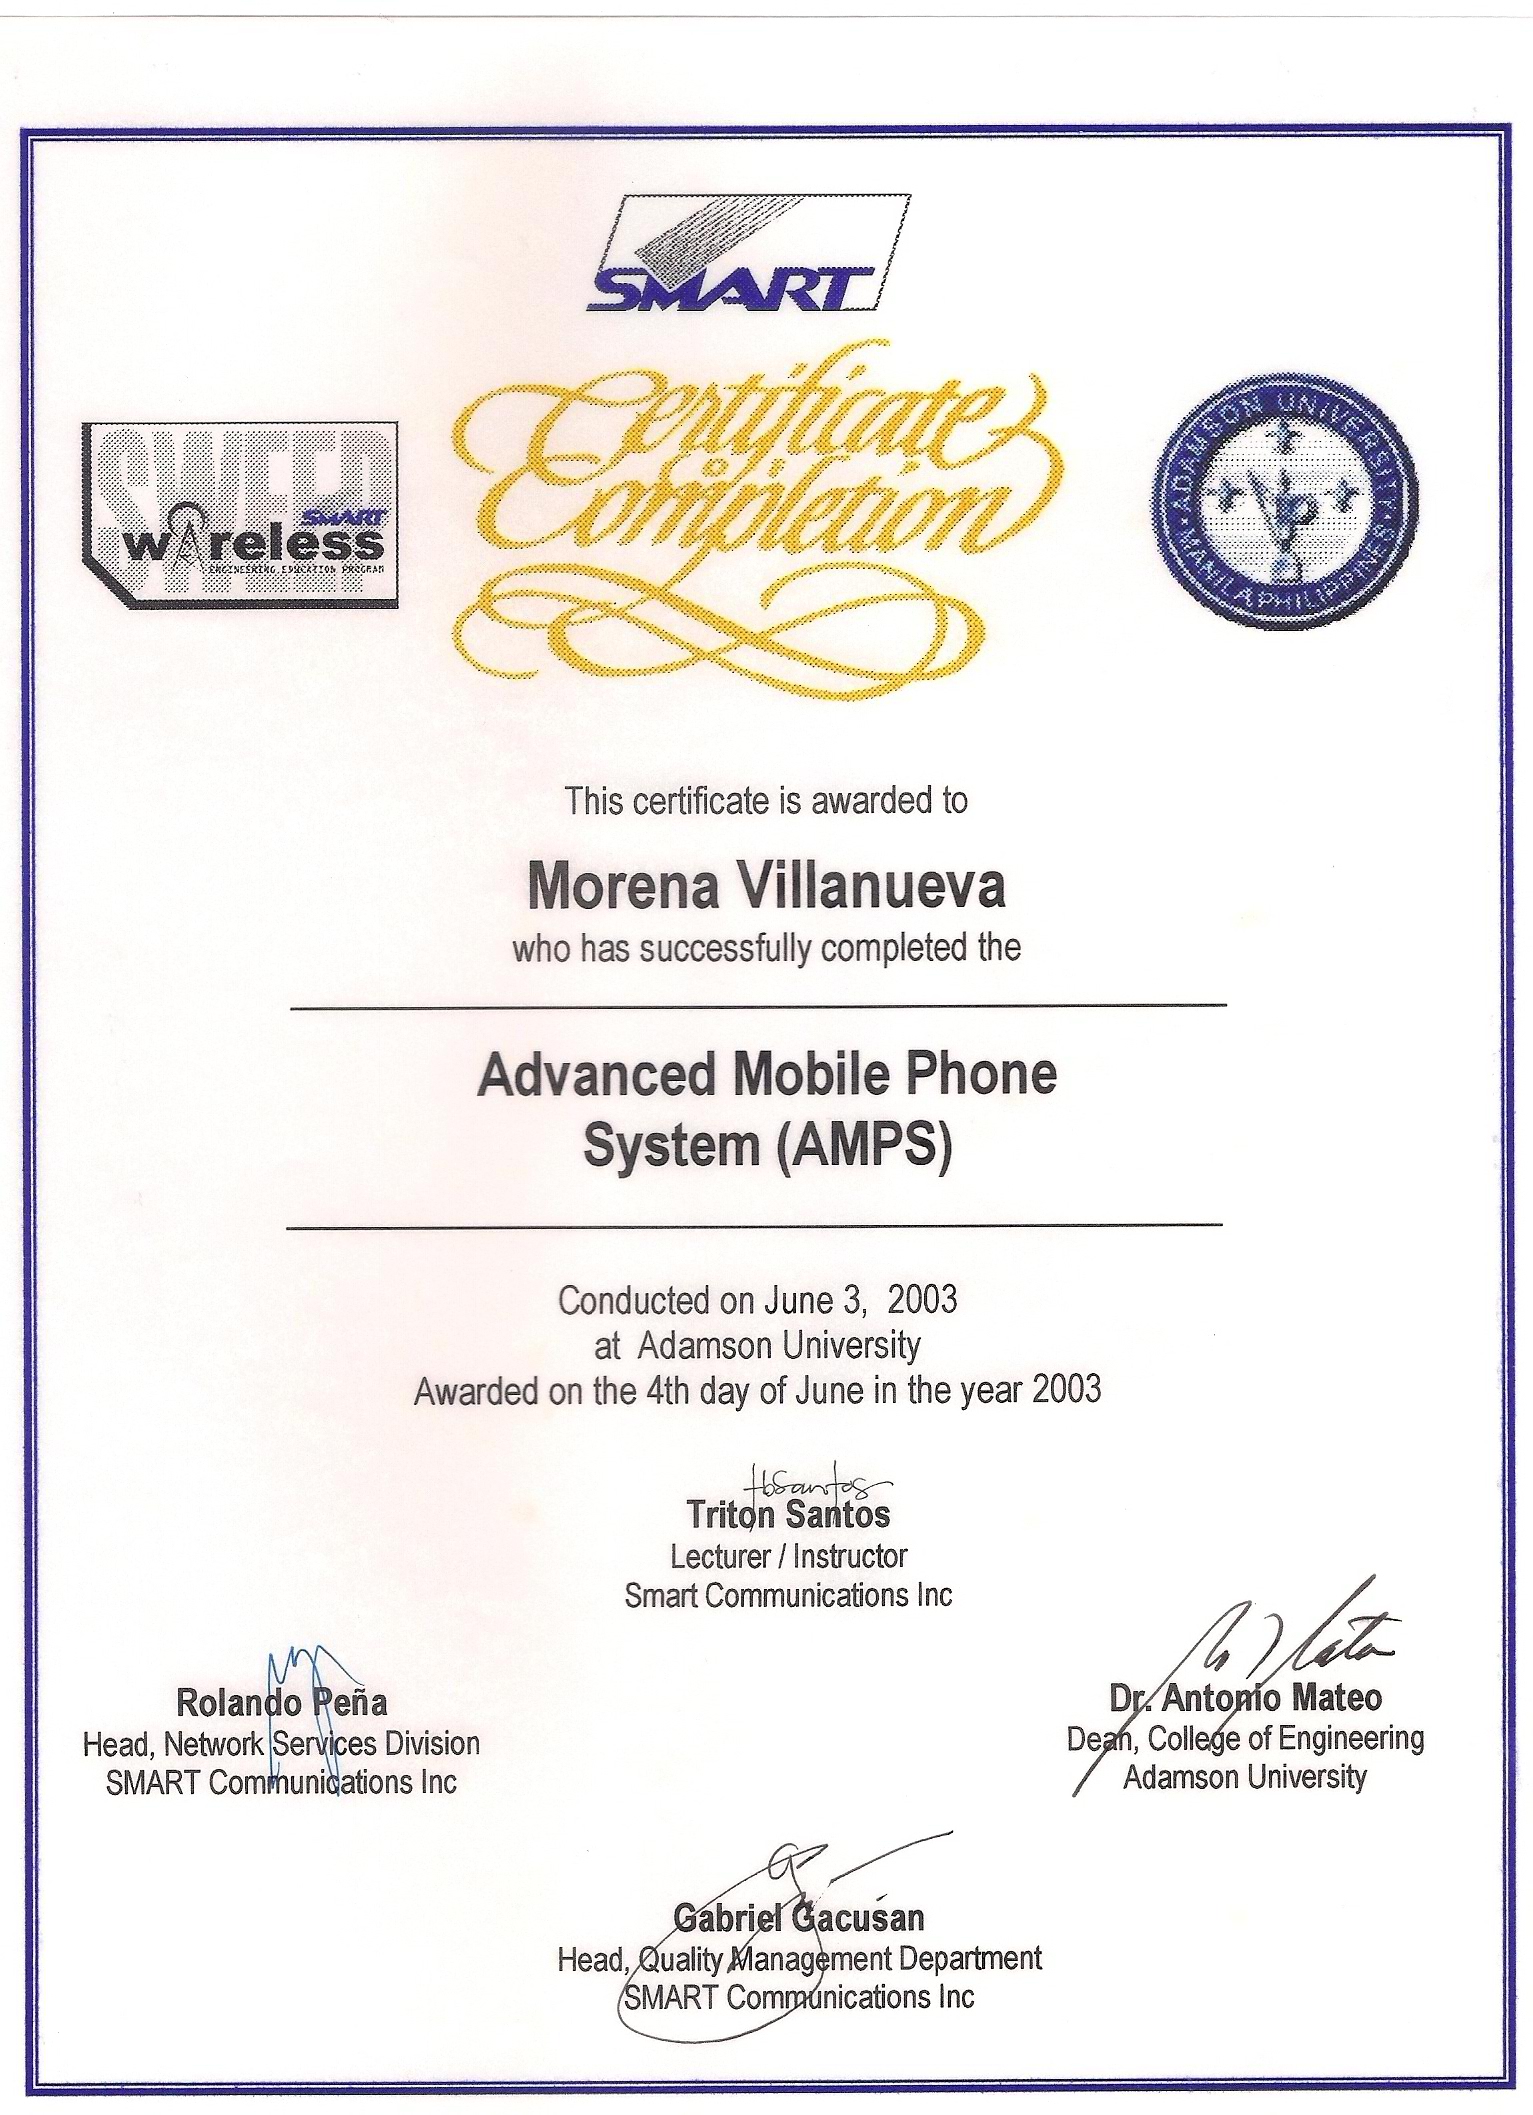 SMART
Certificate
of
Completion
SWEEP
SMART
wireless
ENGINEERING EDUCATION PROGRAM
ADAMSON UNIVERSITY
MANILA PHILIPPINES
This certificate is awarded to
Morena Villanueva
who has successfully completed the
Advanced Mobile Phone
System (AMPS)
Conducted on June 3, 2003
at Adamson University
Awarded on the 4th day of June in the year 2003
tbSantos
Triton Santos
Lecturer / Instructor
Smart Communications Inc
Rolando Peña
Head, Network Services Division
SMART Communications Inc
Dr. Antonio Mateo
Dean, College of Engineering
Adamson University
Gabriel Gacusan
Head, Quality Management Department
SMART Communications Inc